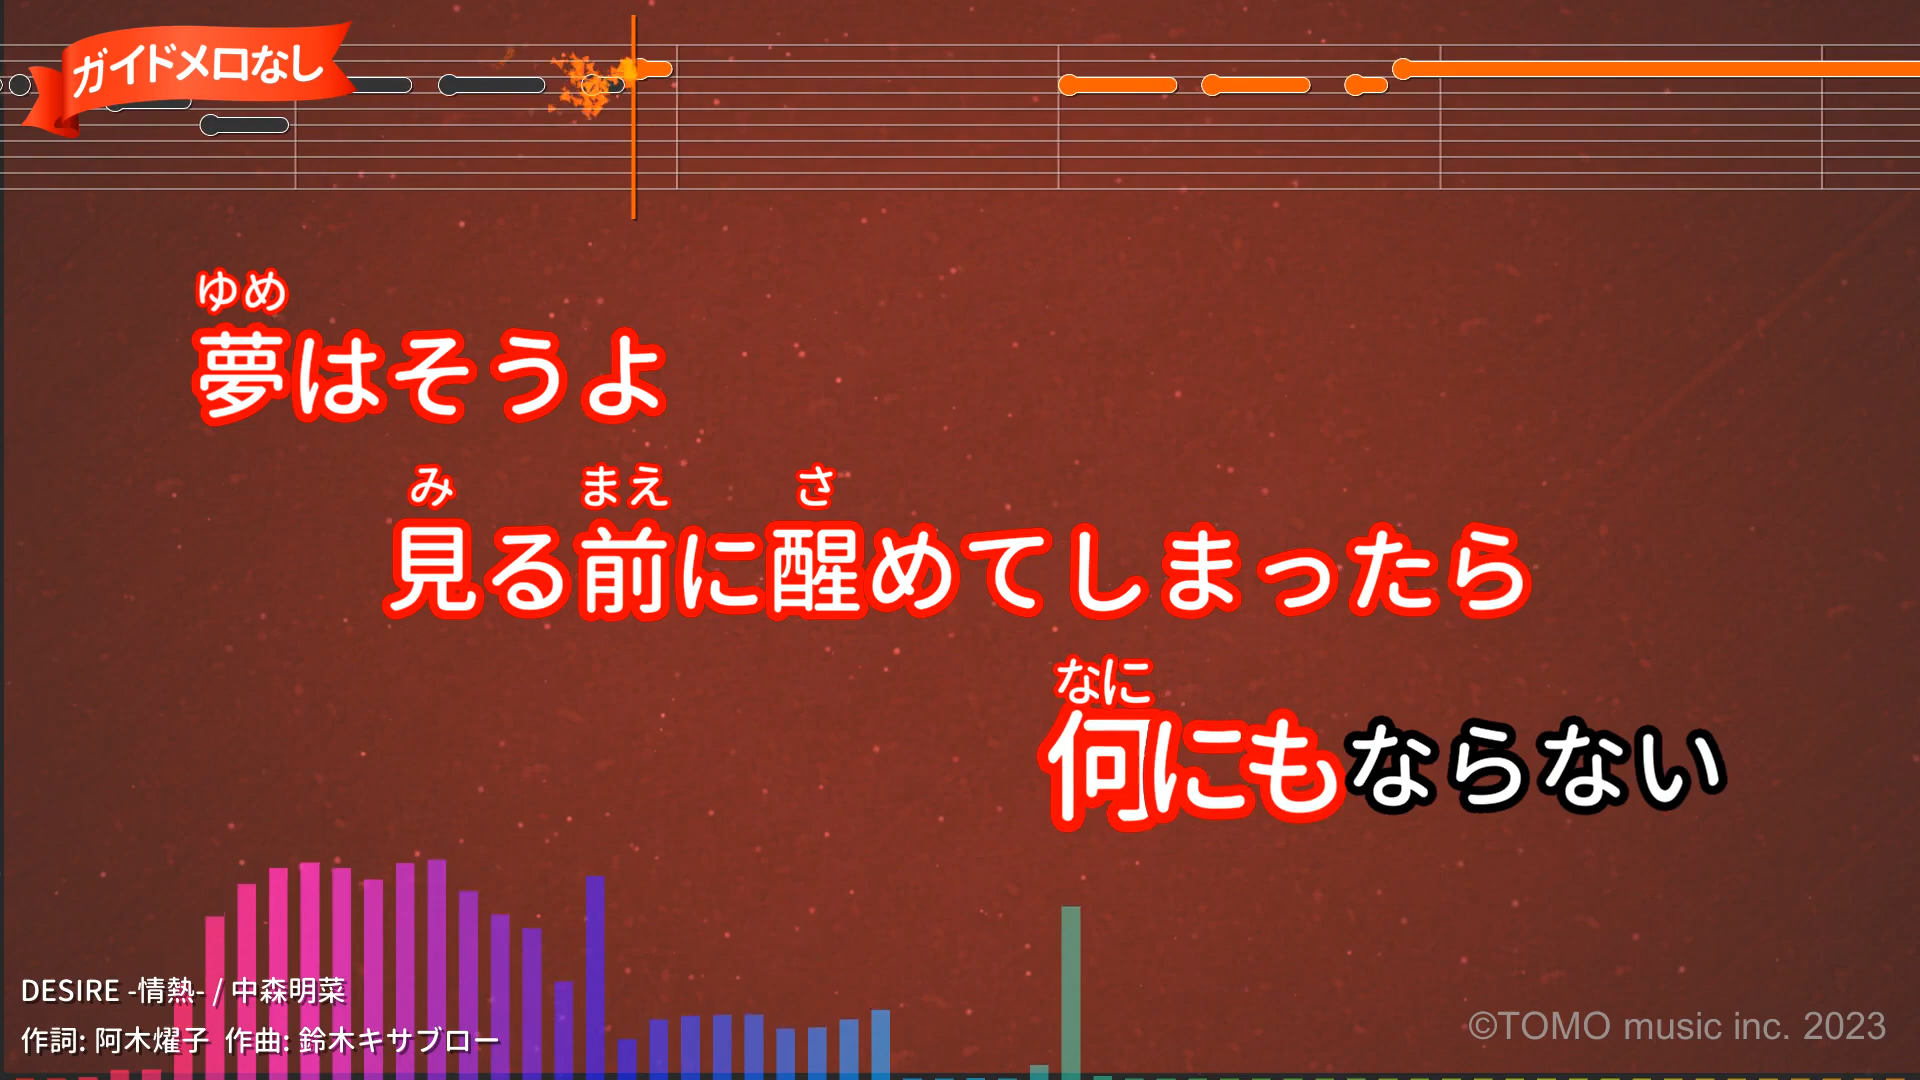 ガイドメロなし
ゆめ
夢はそうよ
み まえ さ
見る前に醒めてしまったら
なに
何にもならない
DESIRE -情熱- / 中森明菜
作詞: 阿木燿子 作曲: 鈴木キサブロー
©TOMO music inc. 2023